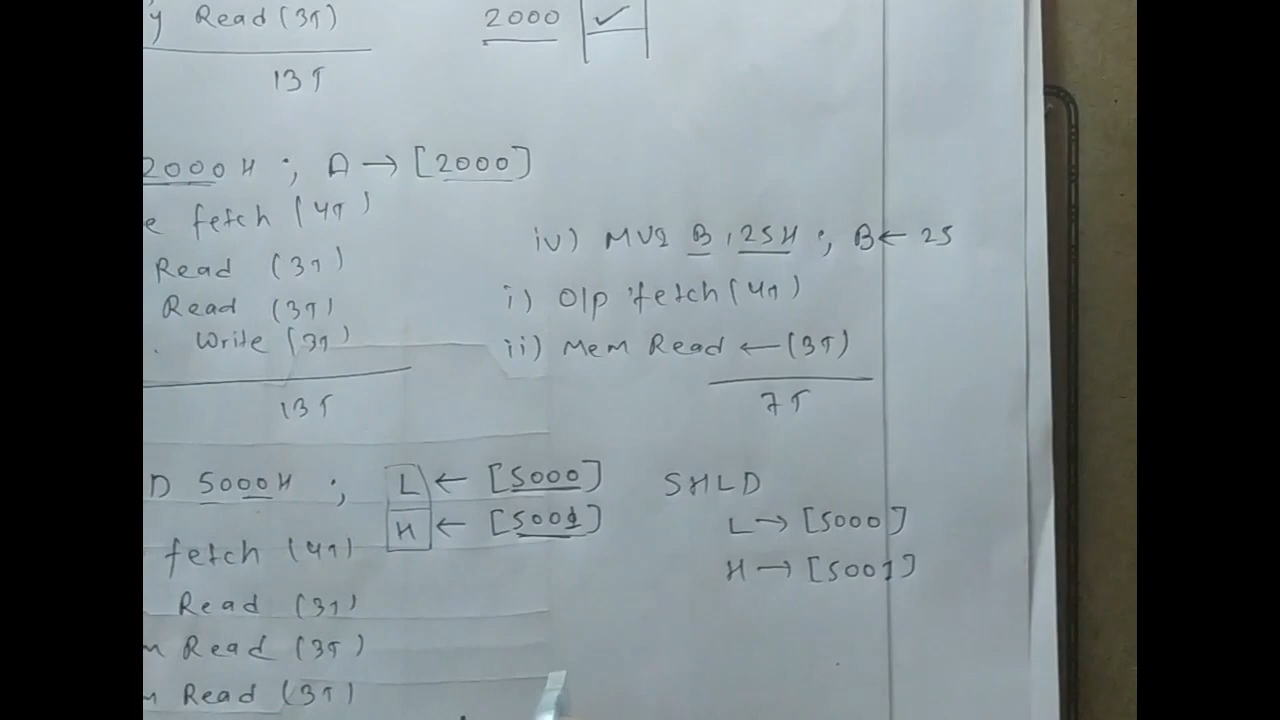 y Read (3T)
2000
13T
2000H ; A → [2000]
e fetch (4T)
Read (3T)
Read (3T)
. Write (3T)
13T
iv) MVI B, 25H ; B ← 25
i) O/p fetch (4T)
ii) Mem Read ← (3T)
7T
D 5000H ; L ← [5000]
H ← [5001]
fetch (4T)
Read (3T)
m Read (3T)
m Read (3T)
SHLD
L → [5000]
H → [5001]